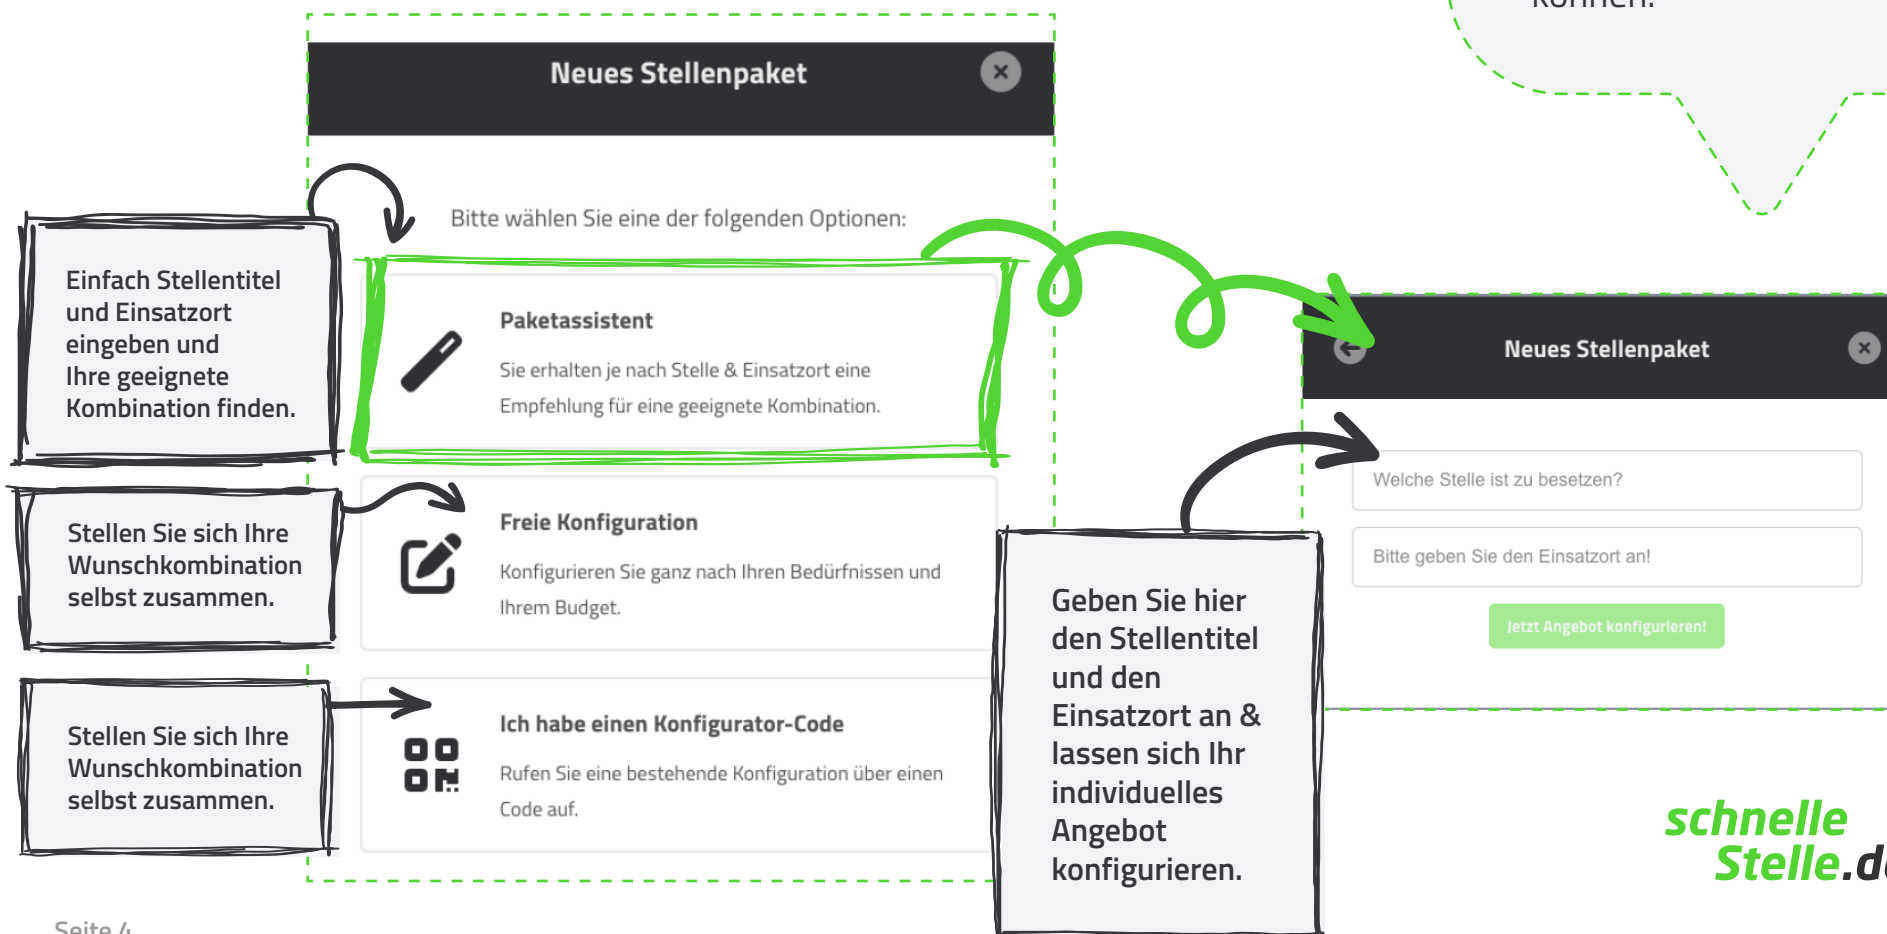 können.
Neues Stellenpaket
Bitte wählen Sie eine der folgenden Optionen:
Einfach Stellentitel
und Einsatzort
eingeben und
Ihre geeignete
Kombination finden.
Paketassistent
Sie erhalten je nach Stelle & Einsatzort eine
Empfehlung für eine geeignete Kombination.
Stellen Sie sich Ihre
Wunschkombination
selbst zusammen.
Freie Konfiguration
Konfigurieren Sie ganz nach Ihren Bedürfnissen und
Ihrem Budget.
Stellen Sie sich Ihre
Wunschkombination
selbst zusammen.
Ich habe einen Konfigurator-Code
Rufen Sie eine bestehende Konfiguration über einen
Code auf.
Geben Sie hier
den Stellentitel
und den
Einsatzort an &
lassen sich Ihr
individuelles
Angebot
konfigurieren.
Neues Stellenpaket
Welche Stelle ist zu besetzen?
Bitte geben Sie den Einsatzort an!
Jetzt Angebot konfigurieren!
schnelle
Stelle.de
Seite 4